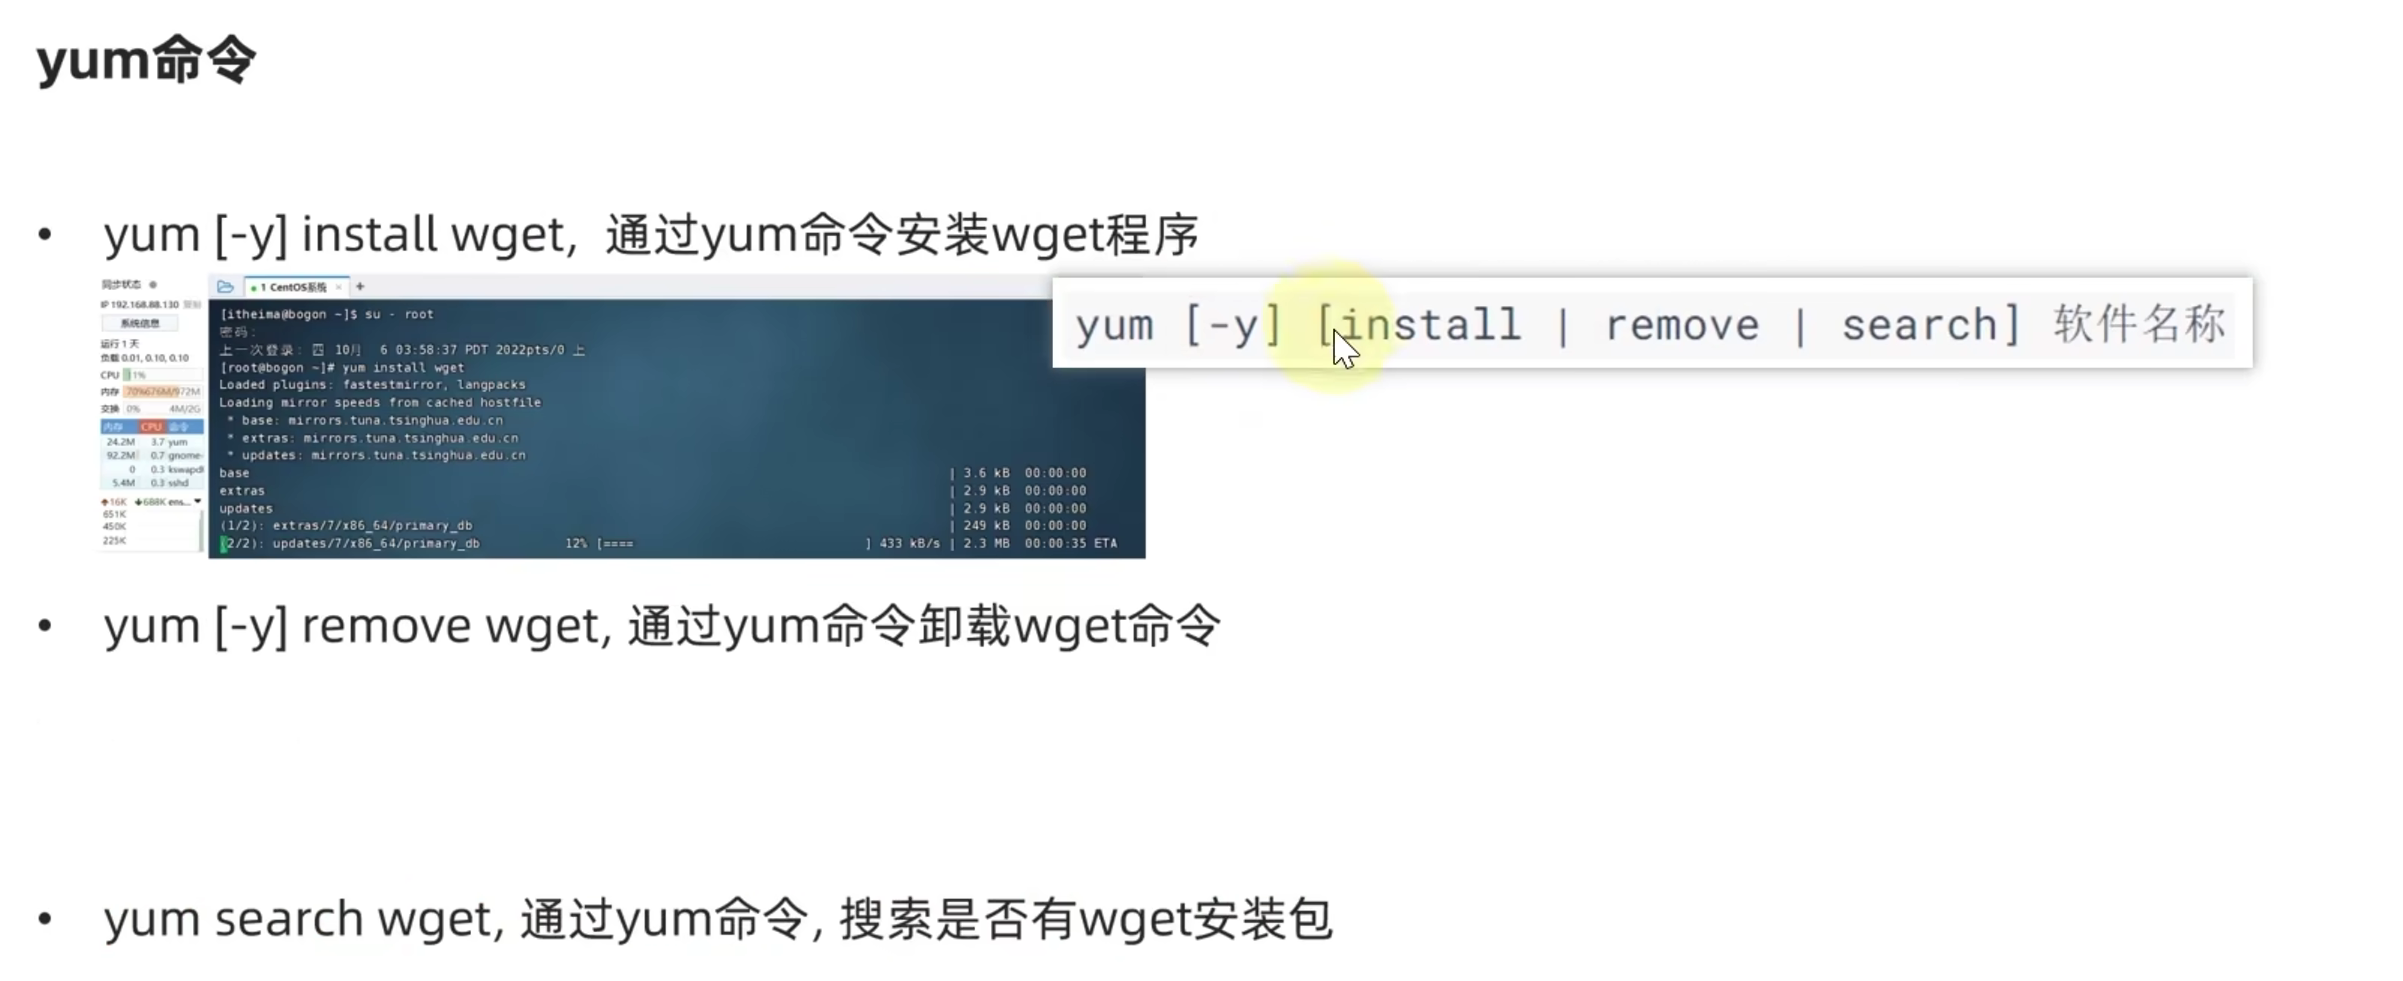 yum命令
• yum [-y] install wget, 通过yum命令安装wget程序
yum [-y] [install | remove | search] 软件名称
同步状态
IP 192.168.88.130 复制
系统信息
运行 1 天
负载 0.01, 0.10, 0.10
CPU 1%
内存 70% 676M/972M
交换 0% 4M/2G
内存 CPU 命令
24.2M 3.7 yum
92.2M 0.7 gnome-
0 0.3 kswapd
5.4M 0.3 sshd
16K 688K ens...
651K
450K
225K
1 CentOS系统 × +
[itheima@bogon ~]$ su - root
密码：
上一次登录：四 10月  6 03:58:37 PDT 2022pts/0 上
[root@bogon ~]# yum install wget
Loaded plugins: fastestmirror, langpacks
Loading mirror speeds from cached hostfile
* base: mirrors.tuna.tsinghua.edu.cn
* extras: mirrors.tuna.tsinghua.edu.cn
* updates: mirrors.tuna.tsinghua.edu.cn
base | 3.6 kB 00:00:00
extras | 2.9 kB 00:00:00
updates | 2.9 kB 00:00:00
(1/2): extras/7/x86_64/primary_db | 249 kB 00:00:00
(2/2): updates/7/x86_64/primary_db 12% [==== ] 433 kB/s | 2.3 MB 00:00:35 ETA
• yum [-y] remove wget, 通过yum命令卸载wget命令
• yum search wget, 通过yum命令, 搜索是否有wget安装包